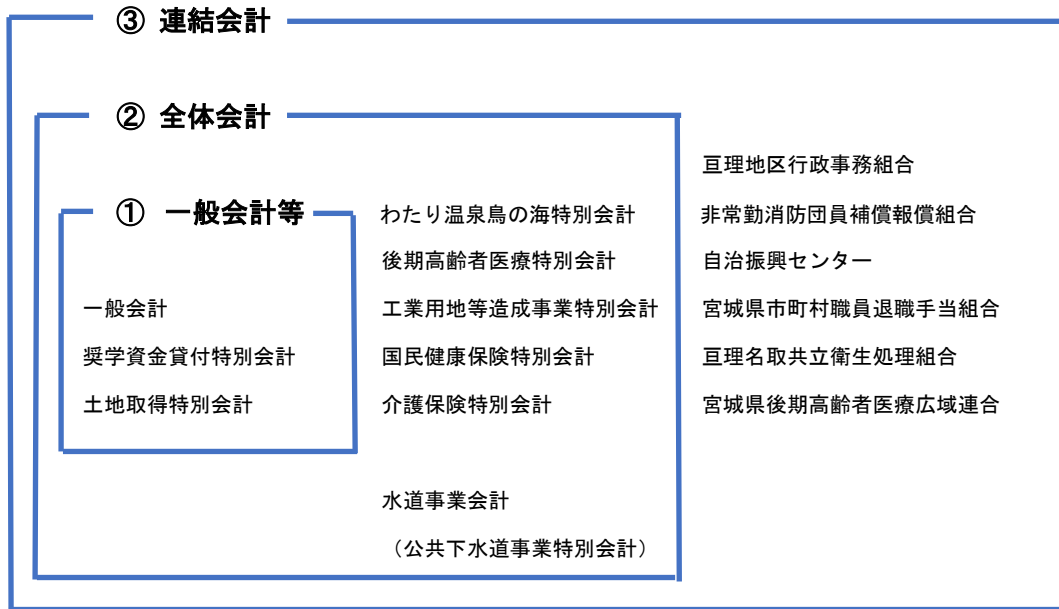 ③ 連結会計
② 全体会計
① 一般会計等
一般会計
奨学資金貸付特別会計
土地取得特別会計
わたり温泉鳥の海特別会計
後期高齢者医療特別会計
工業用地等造成事業特別会計
国民健康保険特別会計
介護保険特別会計
水道事業会計
（公共下水道事業特別会計）
亘理地区行政事務組合
非常勤消防団員補償報償組合
自治振興センター
宮城県市町村職員退職手当組合
亘理名取共立衛生処理組合
宮城県後期高齢者医療広域連合